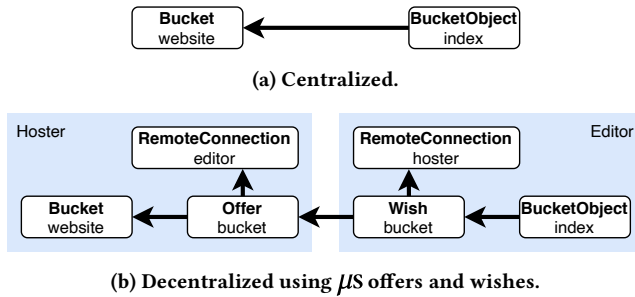 Bucket
website
BucketObject
index
(a) Centralized.
Hoster
Editor
RemoteConnection
editor
RemoteConnection
hoster
Bucket
website
Offer
bucket
Wish
bucket
BucketObject
index
(b) Decentralized using μS offers and wishes.